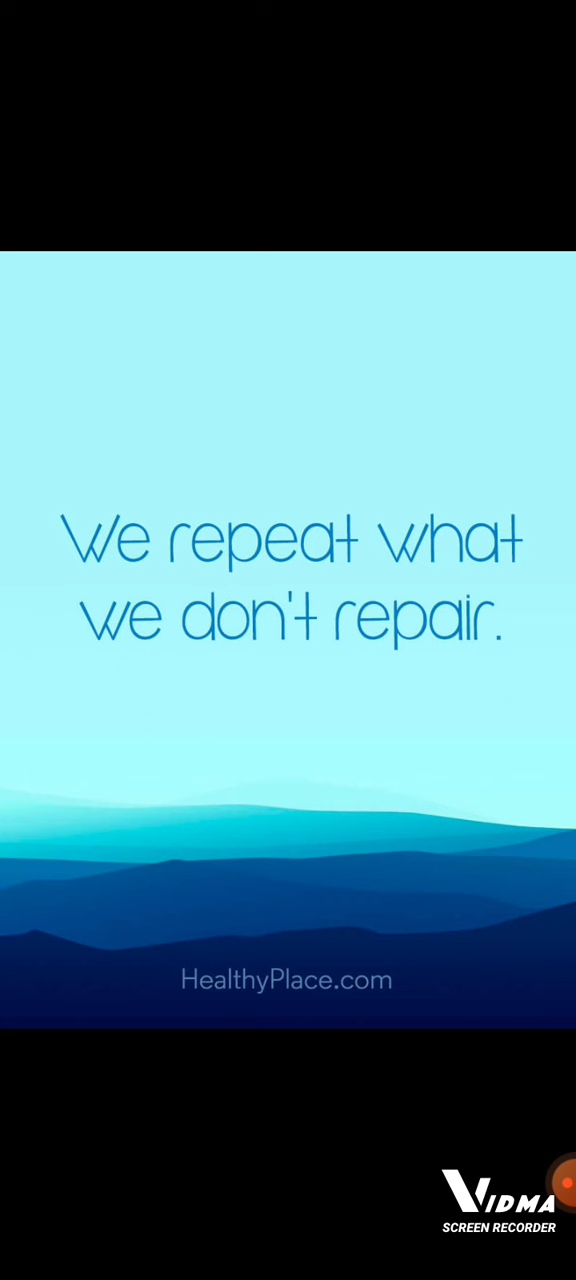 We repeat what
we don't repair.
HealthyPlace.com
VIDMA
SCREEN RECORDER